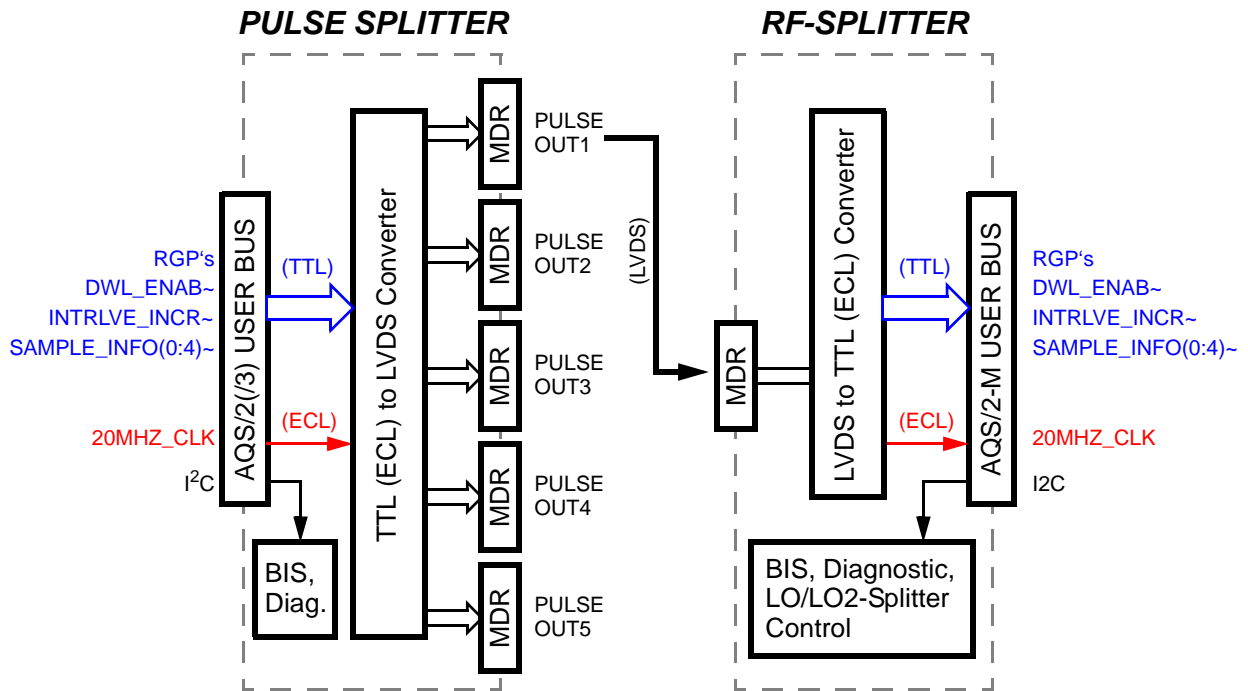 PULSE SPLITTER
RGP‘s
DWL_ENAB~
INTRLVE_INCR~
SAMPLE_INFO(0:4)~
20MHZ_CLK
I²C
AQS/2(/3) USER BUS
(TTL)
(ECL)
BIS,
Diag.
TTL (ECL) to LVDS Converter
MDR
PULSE
OUT1
MDR
PULSE
OUT2
MDR
PULSE
OUT3
MDR
PULSE
OUT4
MDR
PULSE
OUT5
(LVDS)
RF-SPLITTER
MDR
LVDS to TTL (ECL) Converter
(TTL)
(ECL)
AQS/2-M USER BUS
RGP‘s
DWL_ENAB~
INTRLVE_INCR~
SAMPLE_INFO(0:4)~
20MHZ_CLK
I2C
BIS, Diagnostic,
LO/LO2-Splitter
Control